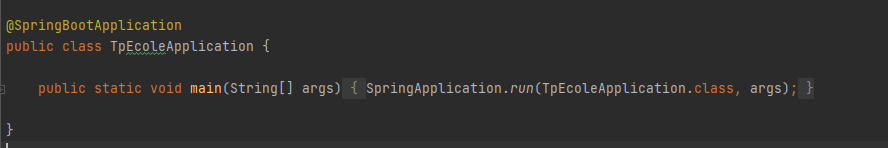 @SpringBootApplication
public class TpEcoleApplication {
public static void main(String[] args) { SpringApplication.run(TpEcoleApplication.class, args); }
}